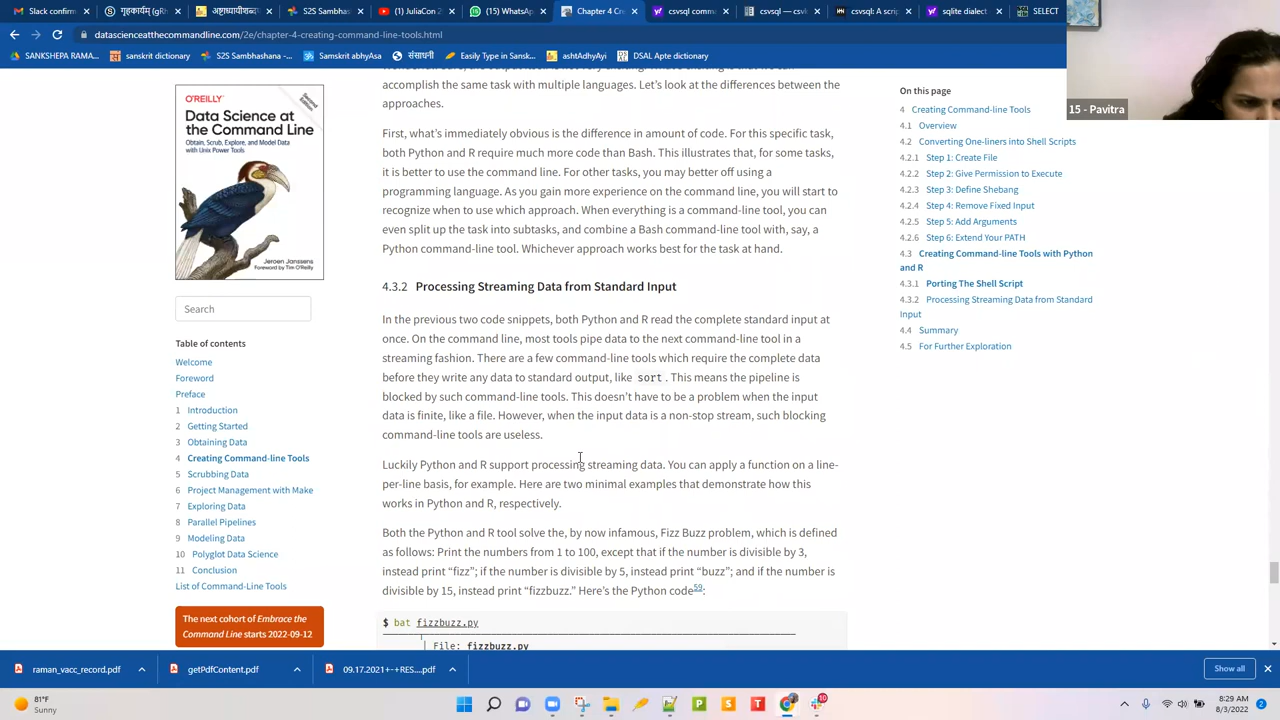 (10)
(1)
Chapter 4 Cr
csvsql - A
SELECT
datascienceatthecommandline.com/2e/chapter-4-creating-command-line-tools.html
SANKSHEPA RAMA...
sanskrit dictionary
S2S Sambhashana -...
Samskrit abhyAsa
संसाधनी
Easily Type in Sansk...
ashtAdhyAyi
DSAL Apte dictionary
15 - Pavitra
O'REILLY
Second Edition
Data Science at the Command Line
Obtain, Scrub, Explore, and Model Data
with Unix Power Tools
Jeroen Janssens
Foreword by Tim O'Reilly
Search
Table of contents
Welcome
Foreword
Preface
1 Introduction
2 Getting Started
3 Obtaining Data
4 Creating Command-line Tools
5 Scrubbing Data
6 Project Management with Make
7 Exploring Data
8 Parallel Pipelines
9 Modeling Data
10 Polyglot Data Science
11 Conclusion
List of Command-Line Tools
The next cohort of Embrace the
Command Line starts 2022-09-12
accomplish the same task with multiple languages. Let's look at the differences between the
approaches.
First, what's immediately obvious is the difference in amount of code. For this specific task,
both Python and R require much more code than Bash. This illustrates that, for some tasks,
it is better to use the command line. For other tasks, you may better off using a
programming language. As you gain more experience on the command line, you will start to
recognize when to use which approach. When everything is a command-line tool, you can
even split up the task into subtasks, and combine a Bash command-line tool with, say, a
Python command-line tool. Whichever approach works best for the task at hand.
4.3.2 Processing Streaming Data from Standard Input
In the previous two code snippets, both Python and R read the complete standard input at
once. On the command line, most tools pipe data to the next command-line tool in a
streaming fashion. There are a few command-line tools which require the complete data
before they write any data to standard output, like sort. This means the pipeline is
blocked by such command-line tools. This doesn't have to be a problem when the input
data is finite, like a file. However, when the input data is a non-stop stream, such blocking
command-line tools are useless.
Luckily Python and R support processing streaming data. You can apply a function on a line-
per-line basis, for example. Here are two minimal examples that demonstrate how this
works in Python and R, respectively.
Both the Python and R tool solve the, by now infamous, Fizz Buzz problem, which is defined
as follows: Print the numbers from 1 to 100, except that if the number is divisible by 3,
instead print “fizz”; if the number is divisible by 5, instead print “buzz”; and if the number is
divisible by 15, instead print “fizzbuzz.” Here's the Python code59:
$ bat fizzbuzz.py
File: fizzbuzz.py
On this page
4 Creating Command-line Tools
4.1 Overview
4.2 Converting One-liners into Shell Scripts
4.2.1 Step 1: Create File
4.2.2 Step 2: Give Permission to Execute
4.2.3 Step 3: Define Shebang
4.2.4 Step 4: Remove Fixed Input
4.2.5 Step 5: Add Arguments
4.2.6 Step 6: Extend Your PATH
4.3 Creating Command-line Tools with Python
and R
4.3.1 Porting The Shell Script
4.3.2 Processing Streaming Data from Standard
Input
4.4 Summary
4.5 For Further Exploration
raman_vacc_record.pdf
getPdfContent.pdf
09.17.2021+-+RES....pdf
Show all
81°F
Sunny
10
8:29 AM
8/3/2022
2